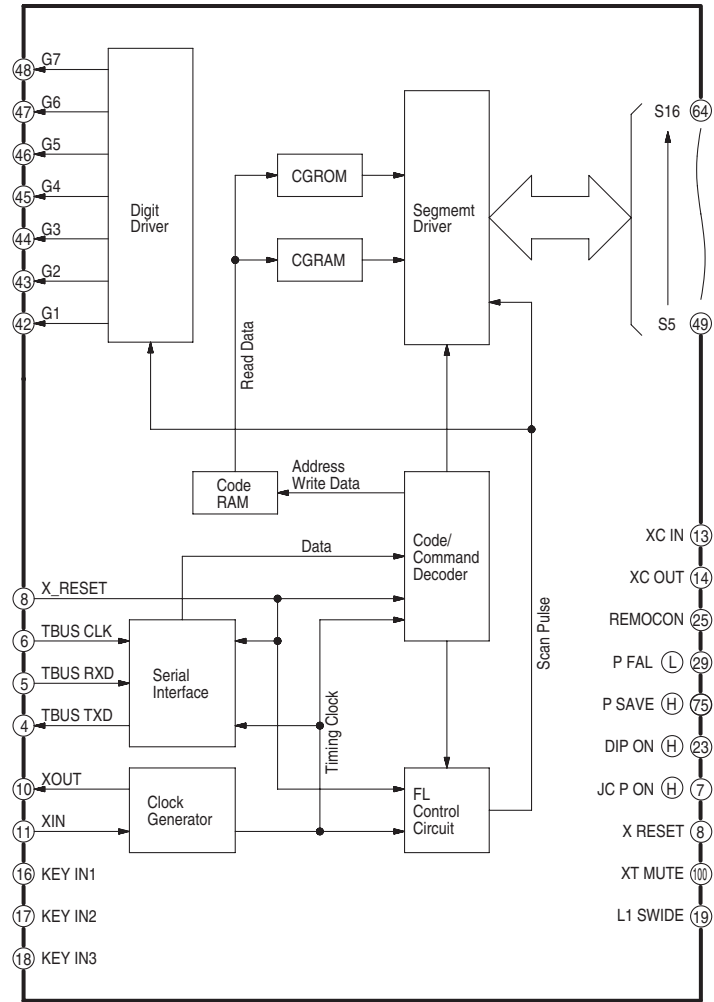 48 G7
47 G6
46 G5
45 G4
44 G3
43 G2
42 G1
Digit
Driver
CGROM
CGRAM
Segmemt
Driver
S16 64
S5 49
Read Data
Code
RAM
Address
Write Data
Code/
Command
Decoder
Data
8 X_RESET
6 TBUS CLK
5 TBUS RXD
4 TBUS TXD
Serial
Interface
Timing Clock
Scan Pulse
10 XOUT
11 XIN
Clock
Generator
FL
Control
Circuit
16 KEY IN1
17 KEY IN2
18 KEY IN3
XC IN 13
XC OUT 14
REMOCON 25
P FAL L 29
P SAVE H 75
DIP ON H 23
JC P ON H 7
X RESET 8
XT MUTE 100
L1 SWIDE 19